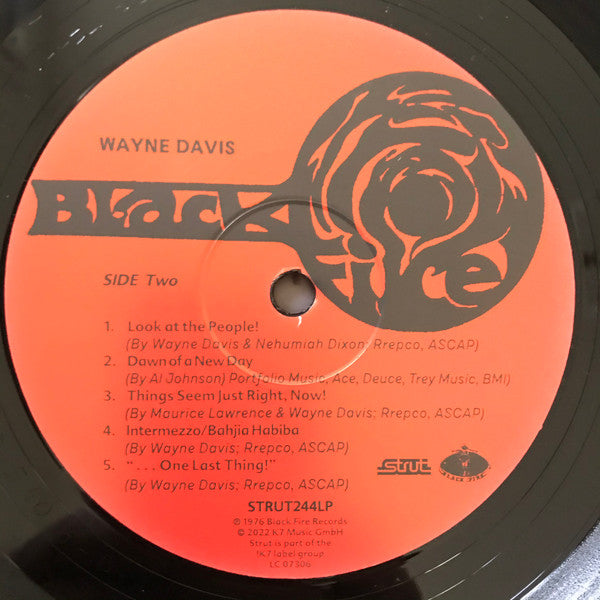 WAYNE DAVIS
Black
Fire
SIDE Two
1. Look at the People!
(By Wayne Davis & Nehumiah Dixon; Rrepco, ASCAP)
2. Dawn of a New Day
(By Al Johnson) Portfolio Music, Ace, Deuce, Trey Music, BMI)
3. Things Seem Just Right, Now!
(By Maurice Lawrence & Wayne Davis; Rrepco, ASCAP)
4. Intermezzo/Bahjia Habiba
(By Wayne Davis; Rrepco, ASCAP)
5. “. . . One Last Thing!”
(By Wayne Davis; Rrepco, ASCAP)
Strut
STRUT244LP
℗ 1976 Black Fire Records
© 2022 K7 Music GmbH
Strut is part of the
!K7 label group
LC 07306